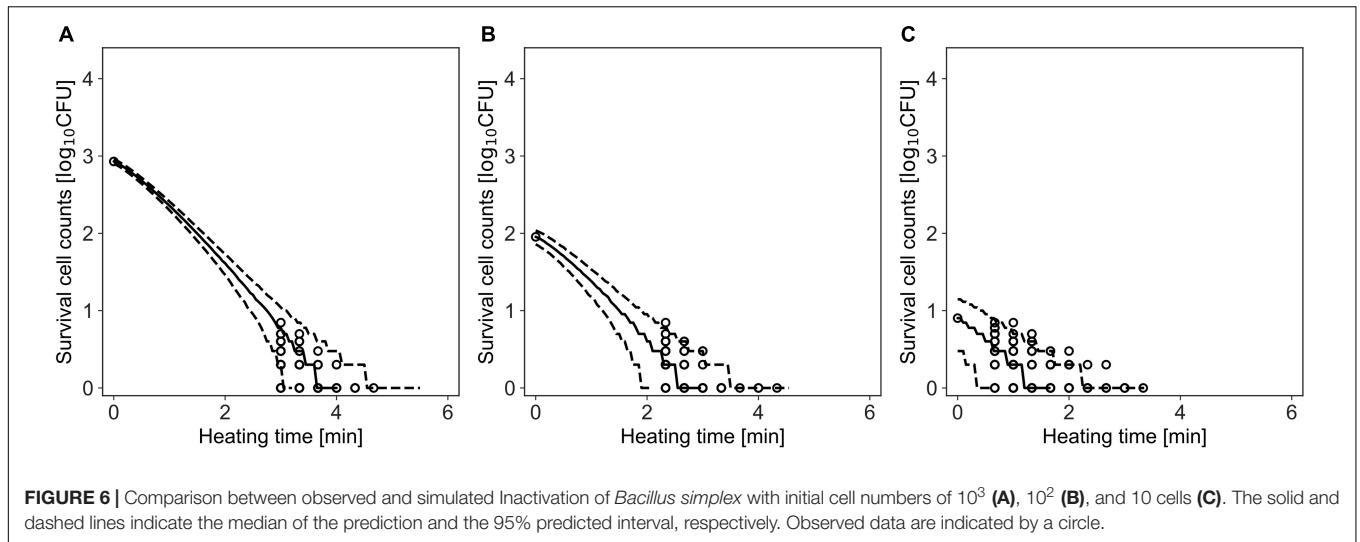 A
B
C
Survival cell counts [log₁₀CFU]
4
3
2
1
0
0
2
4
6
Heating time [min]
Survival cell counts [log₁₀CFU]
4
3
2
1
0
0
2
4
6
Heating time [min]
Survival cell counts [log₁₀CFU]
4
3
2
1
0
0
2
4
6
Heating time [min]
FIGURE 6 | Comparison between observed and simulated Inactivation of Bacillus simplex with initial cell numbers of 10³ (A), 10² (B), and 10 cells (C). The solid and
dashed lines indicate the median of the prediction and the 95% predicted interval, respectively. Observed data are indicated by a circle.